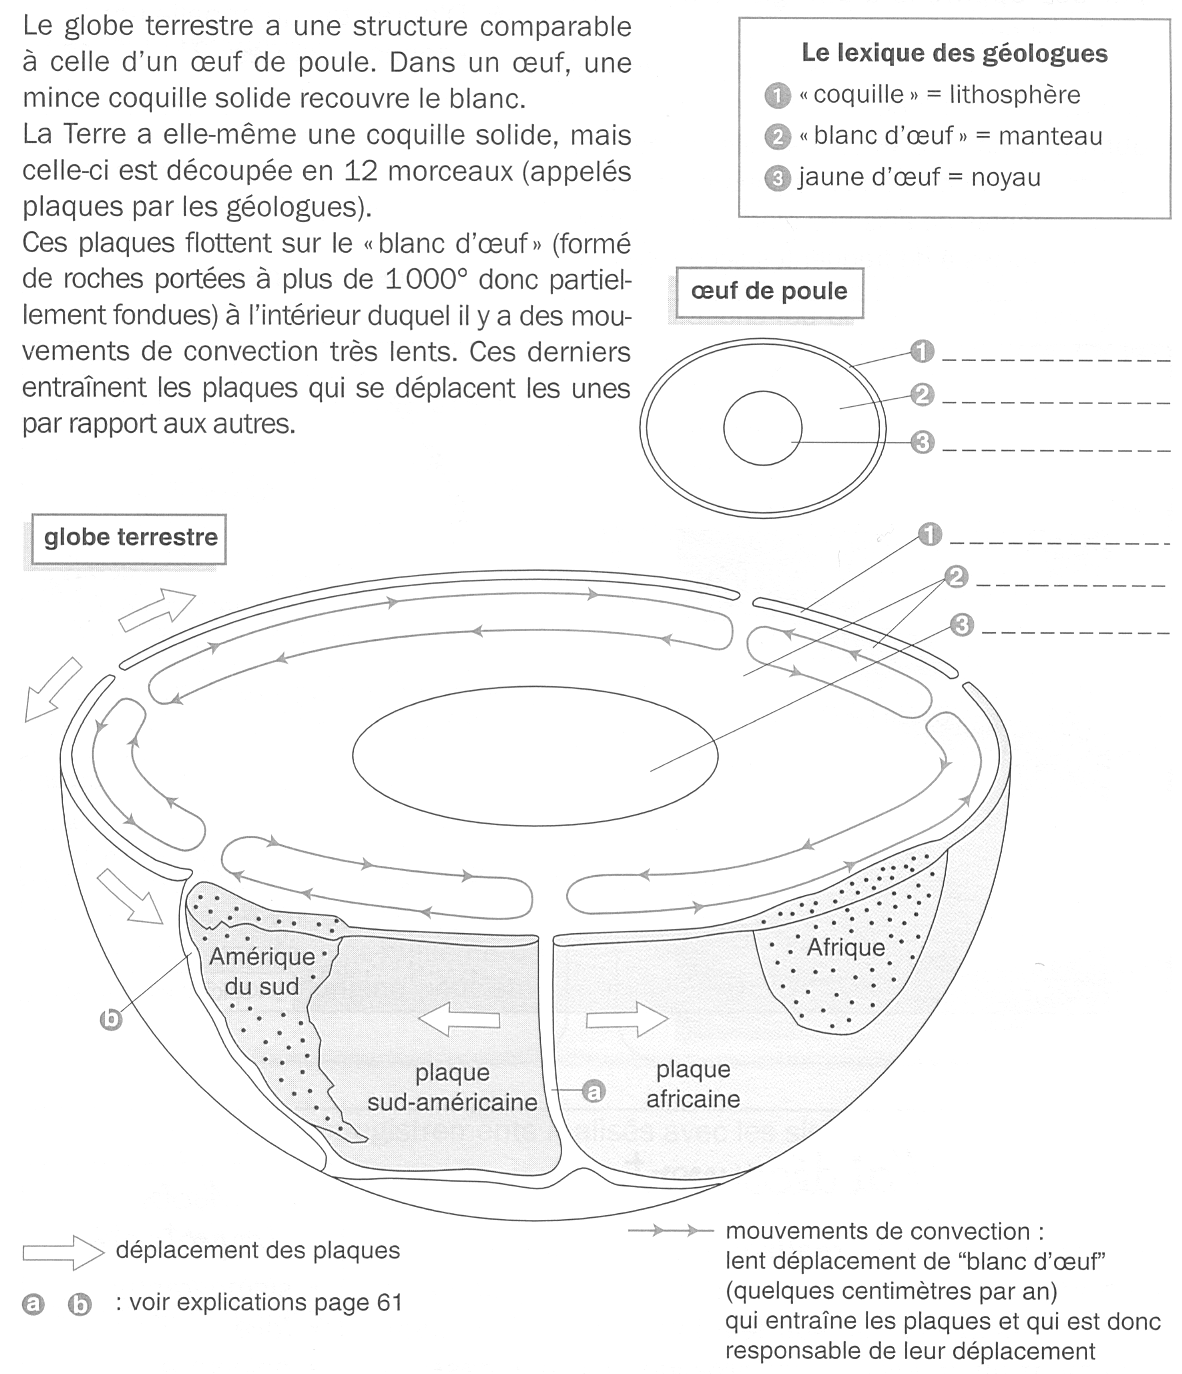 Le globe terrestre a une structure comparable
à celle d'un œuf de poule. Dans un œuf, une
mince coquille solide recouvre le blanc.
La Terre a elle-même une coquille solide, mais
celle-ci est découpée en 12 morceaux (appelés
plaques par les géologues).
Ces plaques flottent sur le « blanc d'œuf » (formé
de roches portées à plus de 1 000° donc partiel-
lement fondues) à l'intérieur duquel il y a des mou-
vements de convection très lents. Ces derniers
entraînent les plaques qui se déplacent les unes
par rapport aux autres.
Le lexique des géologues
1 « coquille » = lithosphère
2 « blanc d'œuf » = manteau
3 jaune d'œuf = noyau
œuf de poule
1
2
3
globe terrestre
1
2
3
Amérique
du sud
Afrique
b
plaque
sud-américaine
a
plaque
africaine
déplacement des plaques
a b : voir explications page 61
mouvements de convection :
lent déplacement de “blanc d'œuf”
(quelques centimètres par an)
qui entraîne les plaques et qui est donc
responsable de leur déplacement